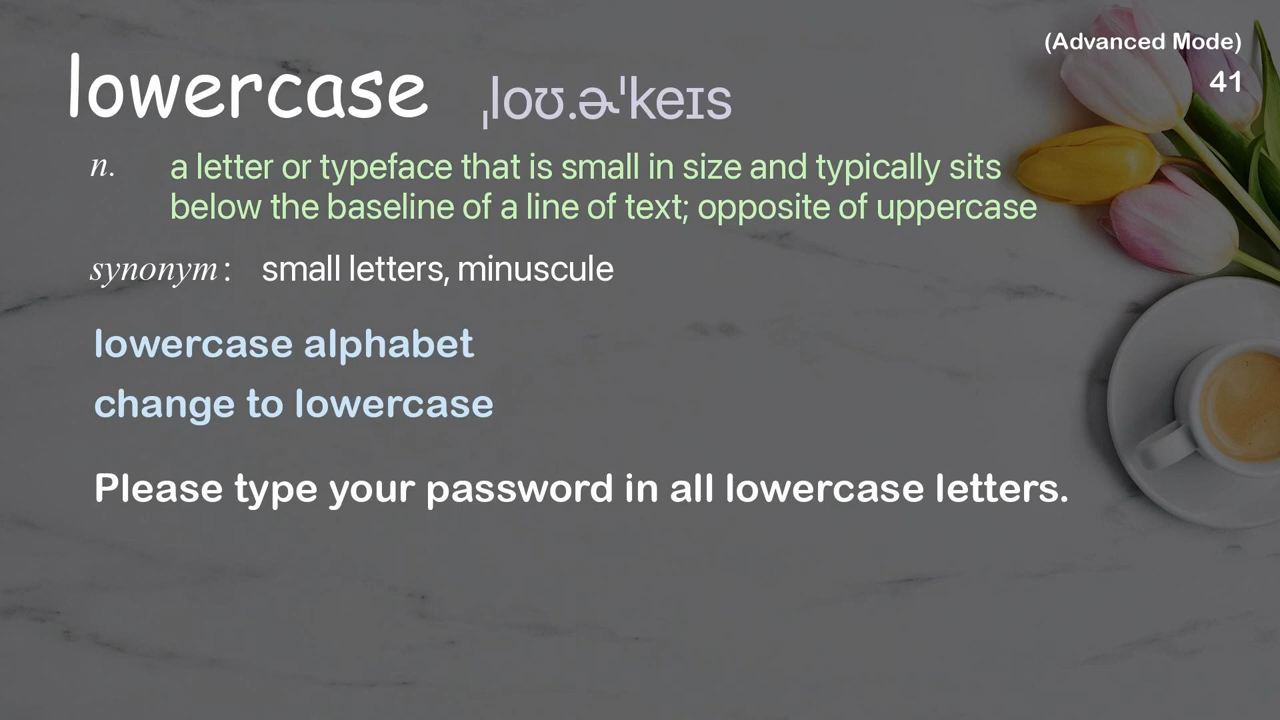 (Advanced Mode)
41
lowercase ˌloʊ.ɚˈkeɪs
n. a letter or typeface that is small in size and typically sits
below the baseline of a line of text; opposite of uppercase
synonym: small letters, minuscule
lowercase alphabet
change to lowercase
Please type your password in all lowercase letters.